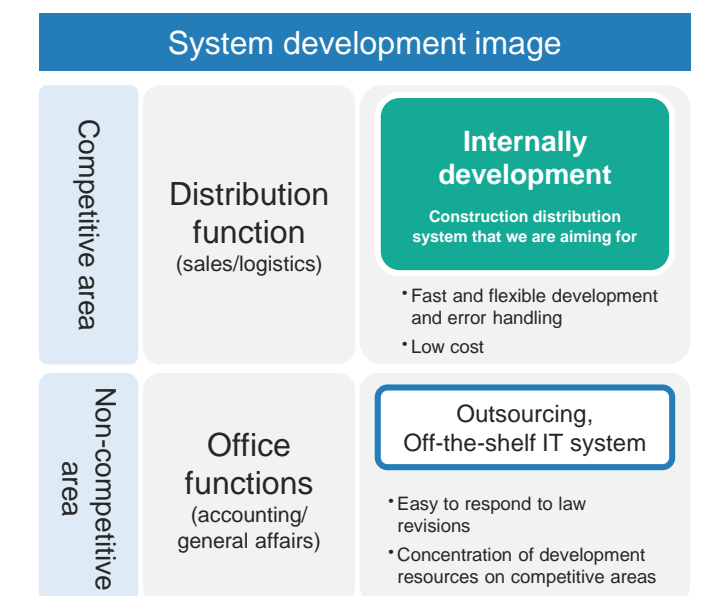 System development image
Competitive area
Distribution
function
(sales/logistics)
Internally
development
Construction distribution
system that we are aiming for
・Fast and flexible development
and error handling
・Low cost
Non-competitive
area
Office
functions
(accounting/
general affairs)
Outsourcing,
Off-the-shelf IT system
・Easy to respond to law
revisions
・Concentration of development
resources on competitive areas